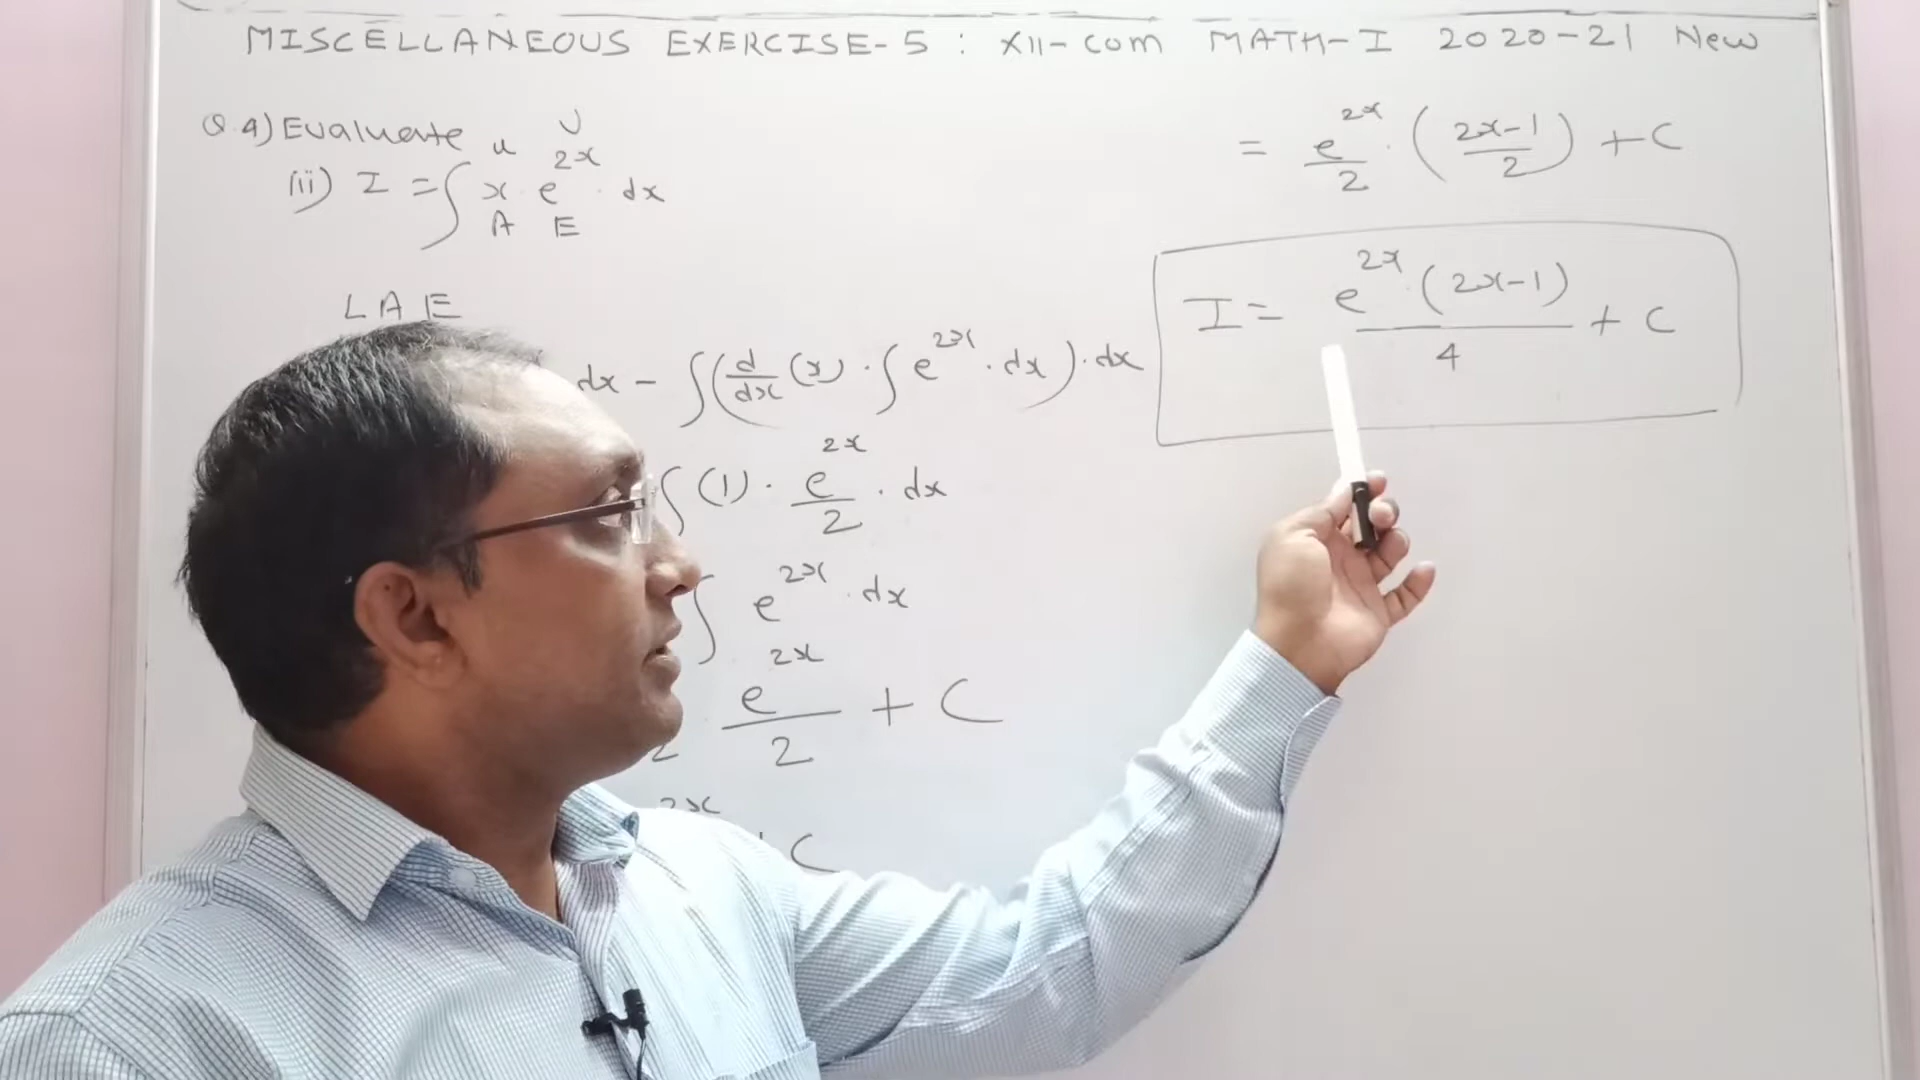 MISCELLANEOUS EXERCISE-5 : XII-COM MATH-I 2020-21 New
Q.4) Evaluate
u v
(ii) I = ∫ x · e^2x · dx
A E
L A E
dx - ∫(d/dx (x) · ∫ e^2x · dx) · dx
∫ (1) · e^2x/2 · dx
∫ e^2x · dx
e^2x/2 + C
2x
C
= e^2x/2 · ((2x-1)/2) + C
I = e^2x · (2x-1)/4 + C